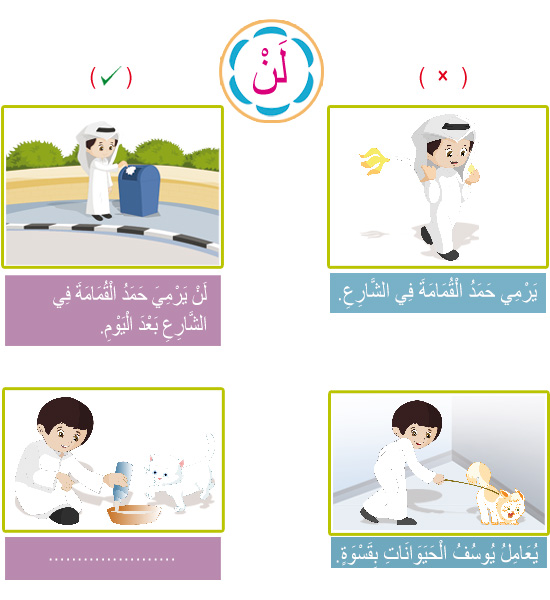 لَنْ
( × )
(✓)
يَرْمِي حَمَدُ الْقُمَامَةَ فِي الشَّارِعِ.
لَنْ يَرْمِيَ حَمَدُ الْقُمَامَةَ فِي
الشَّارِعِ بَعْدَ الْيَوْمِ.
يُعَامِلُ يُوسُفُ الْحَيَوَانَاتِ بِقَسْوَةٍ.
......................